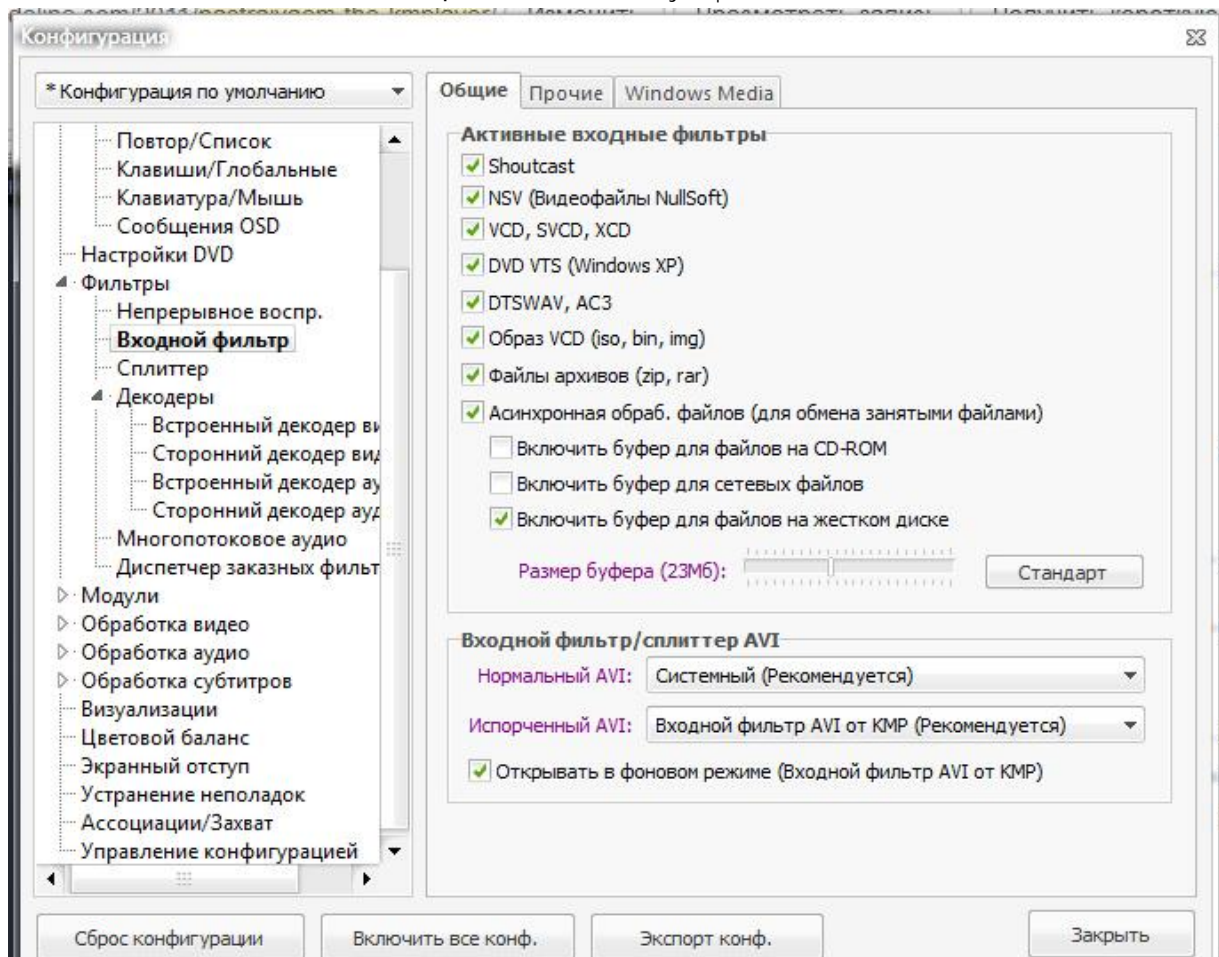 Конфигурация
* Конфигурация по умолчанию
Повтор/Список
Клавиши/Глобальные
Клавиатура/Мышь
Сообщения OSD
Настройки DVD
Фильтры
Непрерывное воспр.
Входной фильтр
Сплиттер
Декодеры
Встроенный декодер ви
Сторонний декодер вид
Встроенный декодер ау
Сторонний декодер ауд
Многопотоковое аудио
Диспетчер заказных фильт
Модули
Обработка видео
Обработка аудио
Обработка субтитров
Визуализации
Цветовой баланс
Экранный отступ
Устранение неполадок
Ассоциации/Захват
Управление конфигурацией
Общие Прочие Windows Media
Активные входные фильтры
Shoutcast
NSV (Видеофайлы NullSoft)
VCD, SVCD, XCD
DVD VTS (Windows XP)
DTSWAV, AC3
Образ VCD (iso, bin, img)
Файлы архивов (zip, rar)
Асинхронная обраб. файлов (для обмена занятыми файлами)
Включить буфер для файлов на CD-ROM
Включить буфер для сетевых файлов
Включить буфер для файлов на жестком диске
Размер буфера (23Мб): Стандарт
Входной фильтр/сплиттер AVI
Нормальный AVI: Системный (Рекомендуется)
Испорченный AVI: Входной фильтр AVI от KMP (Рекомендуется)
Открывать в фоновом режиме (Входной фильтр AVI от KMP)
Сброс конфигурации Включить все конф. Экспорт конф. Закрыть